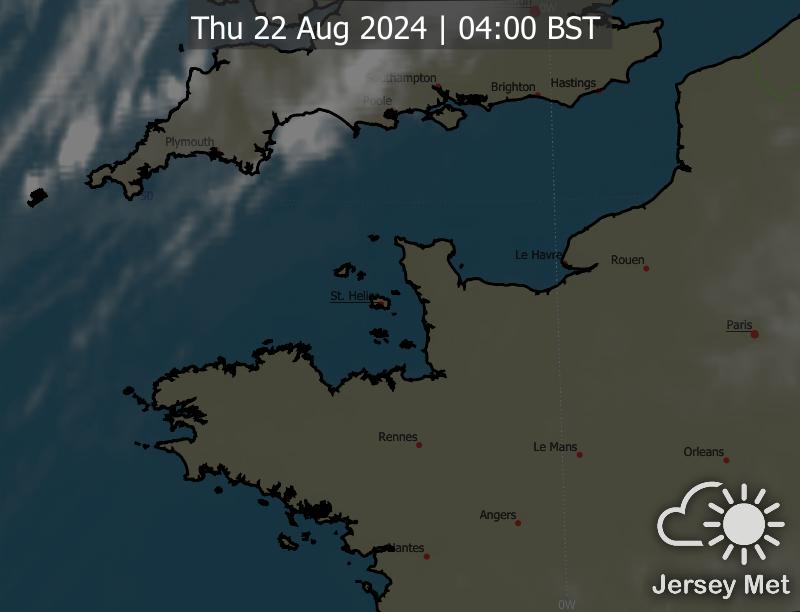 Thu 22 Aug 2024 | 04:00 BST
Southampton
Brighton
Hastings
Poole
Plymouth
50
Le Havre
Rouen
St. Helier
Paris
Rennes
Le Mans
Orleans
Angers
Nantes
Jersey Met
0W